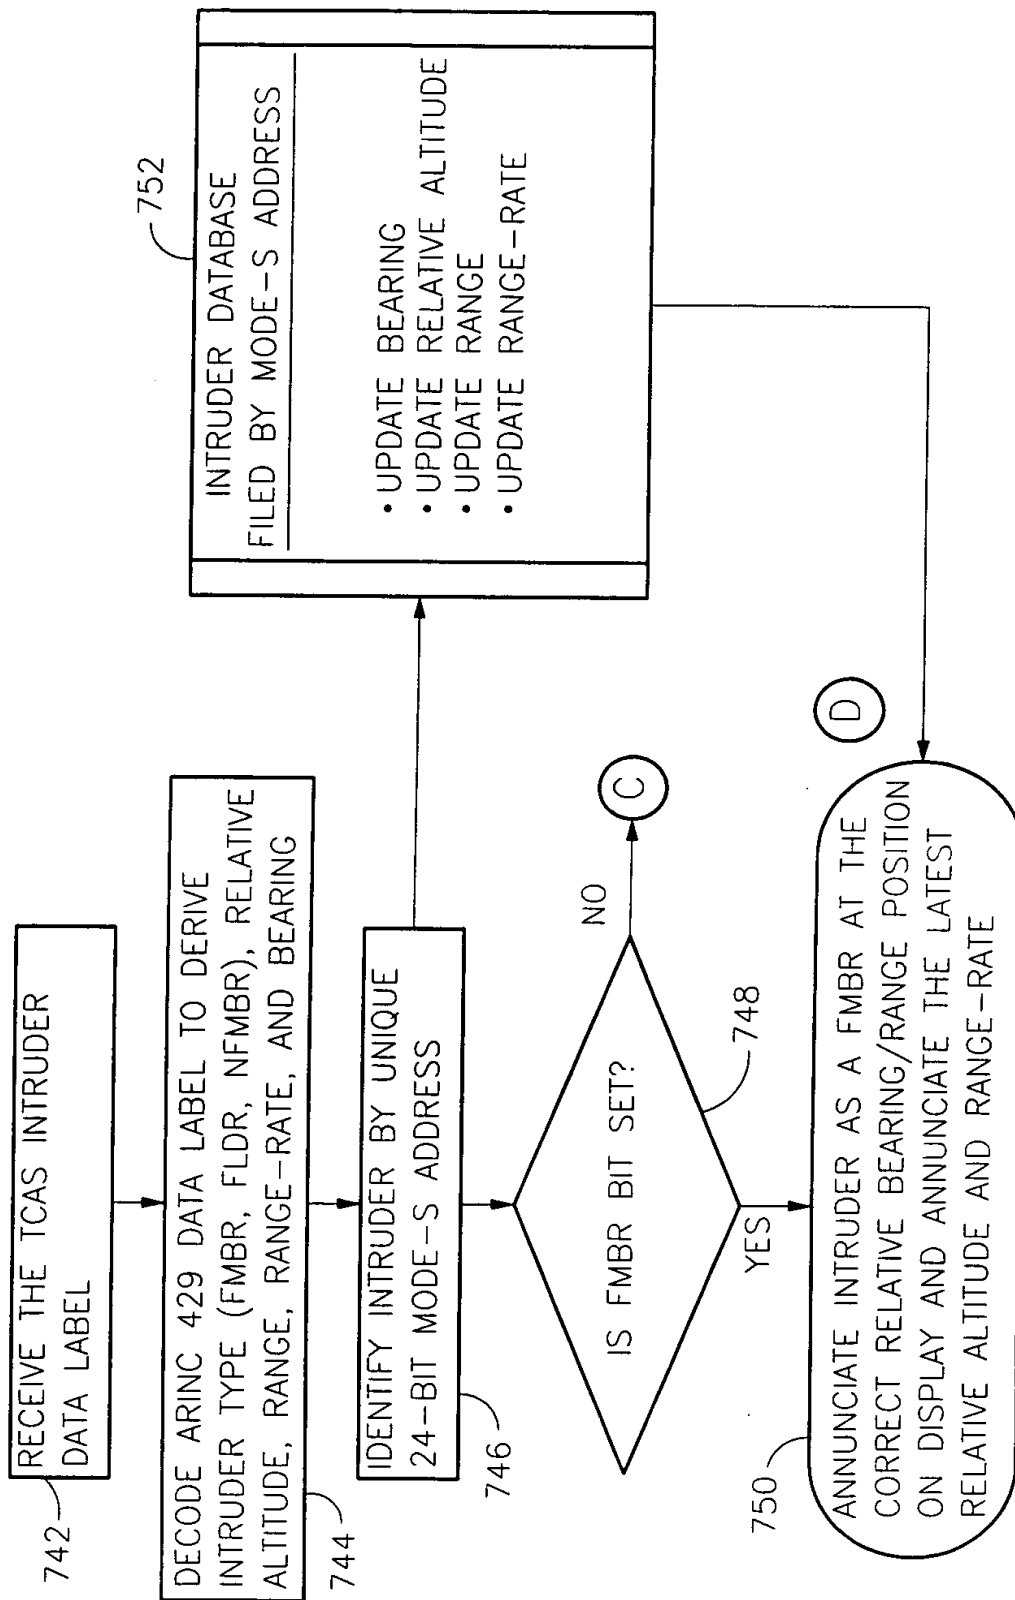 RECEIVE THE TCAS INTRUDER
DATA LABEL
742
DECODE ARINC 429 DATA LABEL TO DERIVE
INTRUDER TYPE (FMBR, FLDR, NFMBR), RELATIVE
ALTITUDE, RANGE, RANGE-RATE, AND BEARING
744
IDENTIFY INTRUDER BY UNIQUE
24-BIT MODE-S ADDRESS
746
INTRUDER DATABASE
FILED BY MODE-S ADDRESS
752
• UPDATE BEARING
• UPDATE RELATIVE ALTITUDE
• UPDATE RANGE
• UPDATE RANGE-RATE
IS FMBR BIT SET?
748
NO
C
YES
D
ANNUNCIATE INTRUDER AS A FMBR AT THE
CORRECT RELATIVE BEARING/RANGE POSITION
ON DISPLAY AND ANNUNCIATE THE LATEST
RELATIVE ALTITUDE AND RANGE-RATE
750